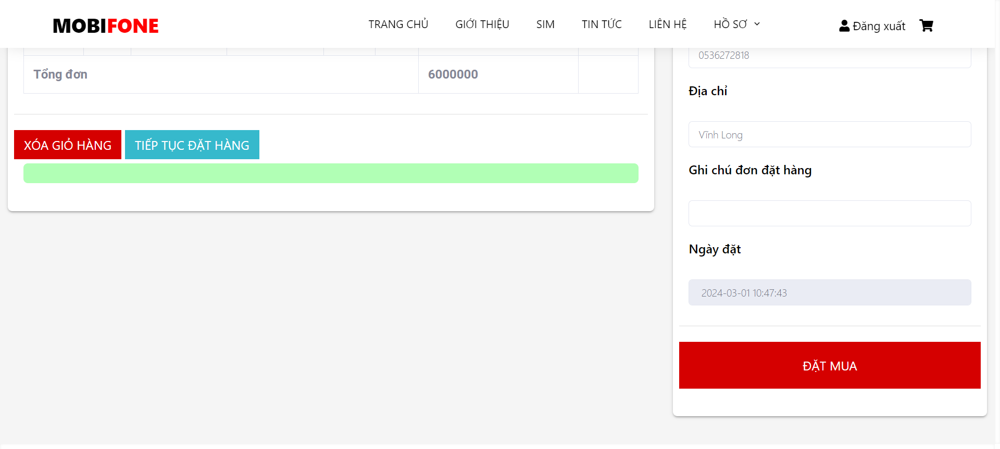 MOBIFONE
TRANG CHỦ
GIỚI THIỆU
SIM
TIN TỨC
LIÊN HỆ
HỒ SƠ
Đăng xuất
Tổng đơn
6000000
XÓA GIỎ HÀNG
TIẾP TỤC ĐẶT HÀNG
0536272818
Địa chỉ
Vĩnh Long
Ghi chú đơn đặt hàng
Ngày đặt
2024-03-01 10:47:43
ĐẶT MUA